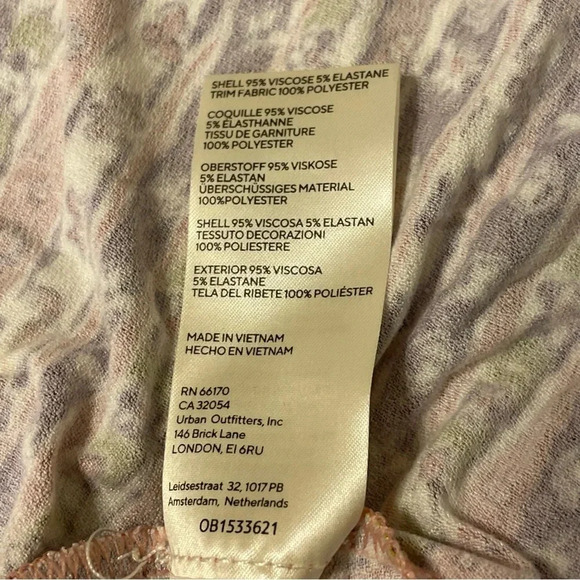 SHELL 95% VISCOSE 5% ELASTANE
TRIM FABRIC 100% POLYESTER
COQUILLE 95% VISCOSE
5% ÉLASTHANNE
TISSU DE GARNITURE
100% POLYESTER
OBERSTOFF 95% VISKOSE
5% ELASTAN
ÜBERSCHÜSSIGES MATERIAL
100%POLYESTER
SHELL 95% VISCOSA 5% ELASTAN
TESSUTO DECORAZIONI
100% POLIESTERE
EXTERIOR 95% VISCOSA
5% ELASTANE
TELA DEL RIBETE 100% POLIÉSTER
MADE IN VIETNAM
HECHO EN VIETNAM
RN 66170
CA 32054
Urban Outfitters, Inc
146 Brick Lane
LONDON, E1 6RU
Leidsestraat 32, 1017 PB
Amsterdam, Netherlands
OB1533621